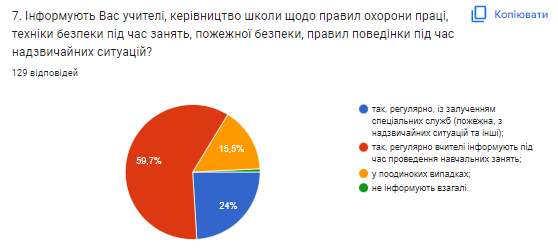 7. Інформують Вас учителі, керівництво школи щодо правил охорони праці,
техніки безпеки під час занять, пожежної безпеки, правил поведінки під час
надзвичайних ситуацій?
Копіювати
129 відповідей
59,7%
15,5%
24%
так, регулярно, із залученням
спеціальних служб (пожежна, з
надзвичайних ситуацій та інші);
так, регулярно вчителі інформують під
час проведення навчальних занять;
у поодиноких випадках;
не інформують взагалі.